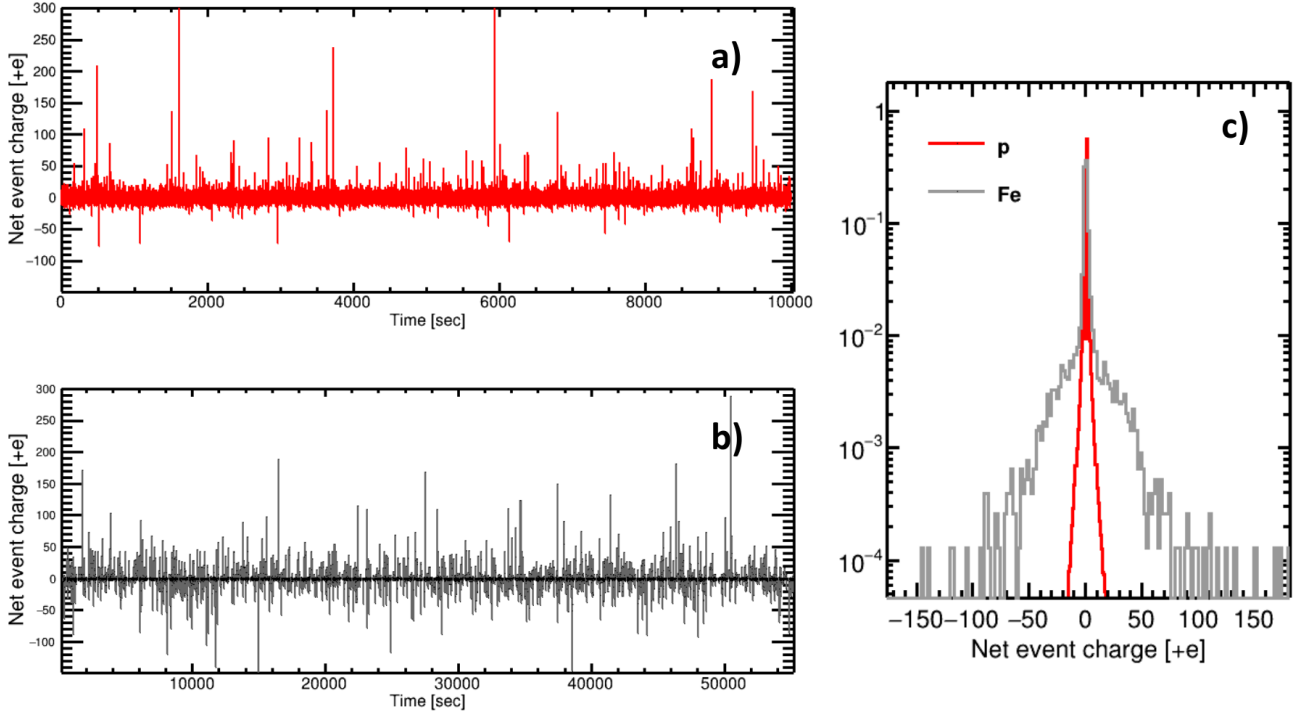 a)
Net event charge [+e]
300
250
200
150
100
50
0
−50
−100
0 2000 4000 6000 8000 10000
Time [sec]
b)
Net event charge [+e]
300
250
200
150
100
50
0
−50
−100
10000 20000 30000 40000 50000
Time [sec]
c)
p
Fe
1
10−1
10−2
10−3
10−4
−150 −100 −50 0 50 100 150
Net event charge [+e]